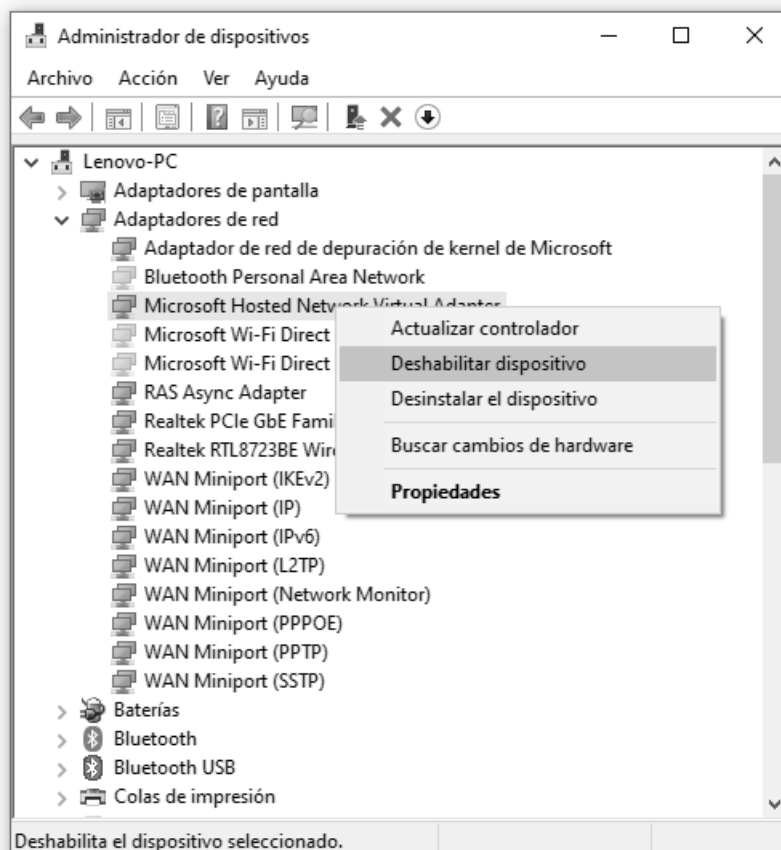 Administrador de dispositivos
Archivo Acción Ver Ayuda
Lenovo-PC
Adaptadores de pantalla
Adaptadores de red
Adaptador de red de depuración de kernel de Microsoft
Bluetooth Personal Area Network
Microsoft Hosted Network Virtual Adapter
Microsoft Wi-Fi Direct
Microsoft Wi-Fi Direct
RAS Async Adapter
Realtek PCIe GbE Fami
Realtek RTL8723BE Wire
WAN Miniport (IKEv2)
WAN Miniport (IP)
WAN Miniport (IPv6)
WAN Miniport (L2TP)
WAN Miniport (Network Monitor)
WAN Miniport (PPPOE)
WAN Miniport (PPTP)
WAN Miniport (SSTP)
Baterías
Bluetooth
Bluetooth USB
Colas de impresión
Actualizar controlador
Deshabilitar dispositivo
Desinstalar el dispositivo
Buscar cambios de hardware
Propiedades
Deshabilita el dispositivo seleccionado.